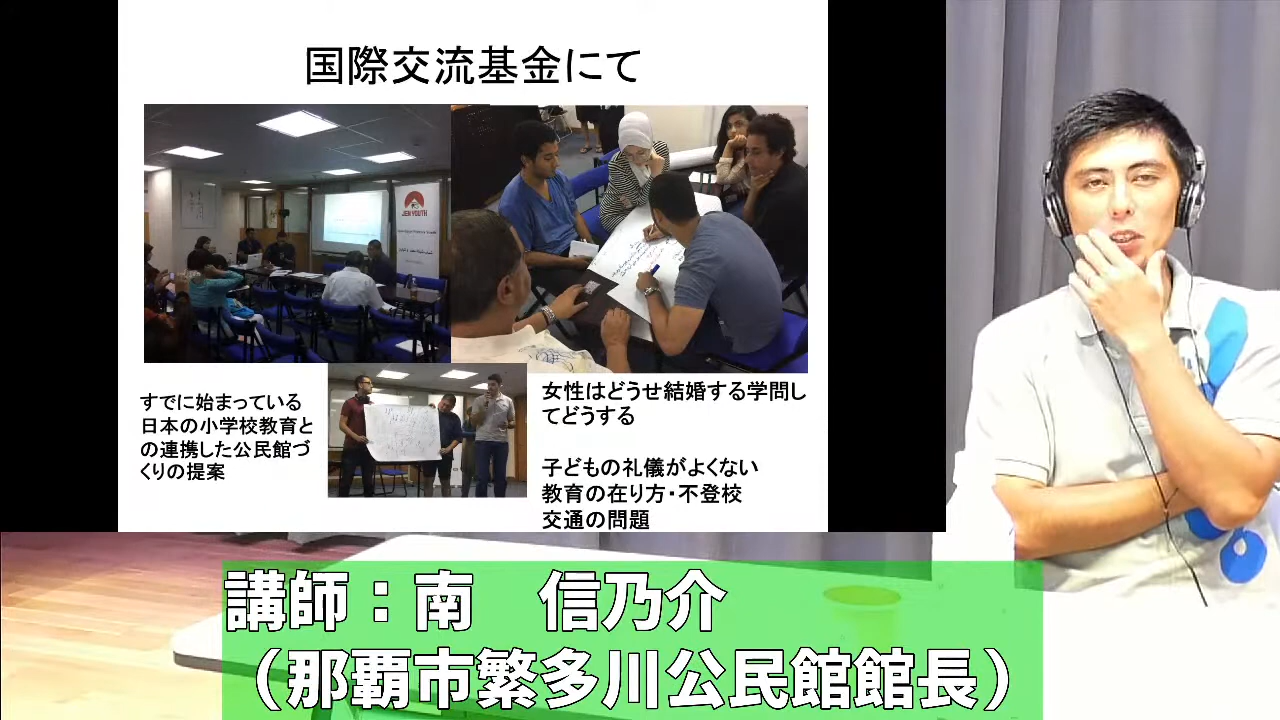 国際交流基金にて
JEN YOUTH
すでに始まっている
日本の小学校教育と
の連携した公民館づ
くりの提案
女性はどうせ結婚する学問し
てどうする
子どもの礼儀がよくない
教育の在り方・不登校
交通の問題
講師：南　信乃介
（那覇市繁多川公民館館長）